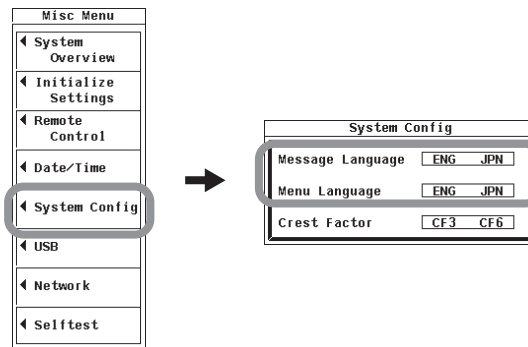 Misc Menu
System
Overview
Initialize
Settings
Remote
Control
Date/Time
System Config
USB
Network
Selftest
System Config
Message Language ENG JPN
Menu Language ENG JPN
Crest Factor CF3 CF6